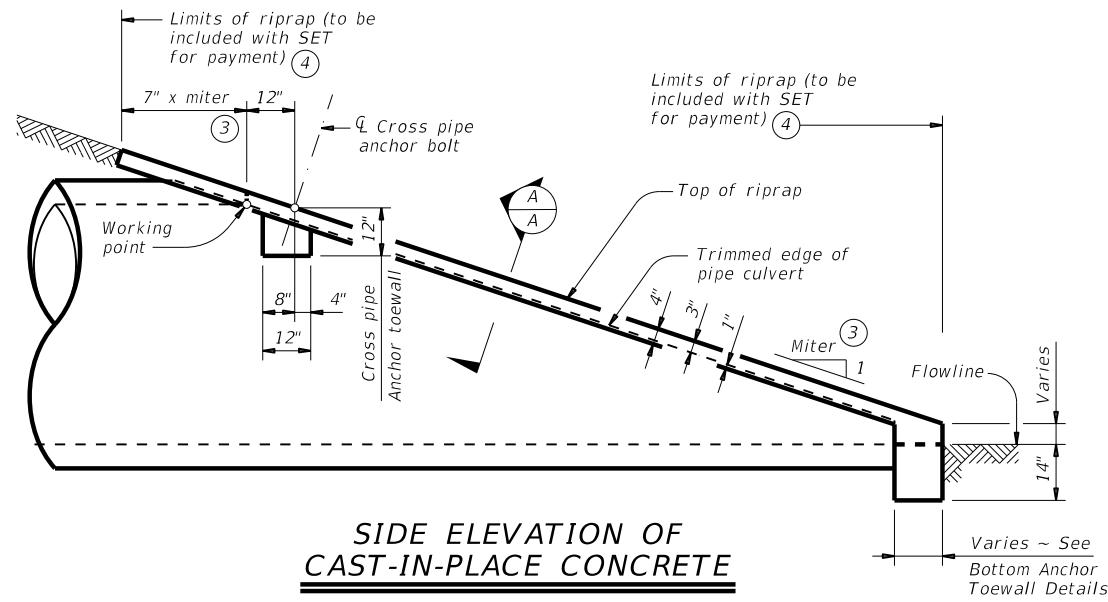 Limits of riprap (to be
included with SET
for payment) 4
7" x miter
12"
3
℄ Cross pipe
anchor bolt
Limits of riprap (to be
included with SET
for payment) 4
Working
point
12"
A
A
Top of riprap
Trimmed edge of
pipe culvert
8"
4"
12"
Cross pipe
Anchor toewall
4"
3"
1"
Miter 3
1
Flowline
Varies
14"
SIDE ELEVATION OF
CAST-IN-PLACE CONCRETE
Varies ~ See
Bottom Anchor
Toewall Details